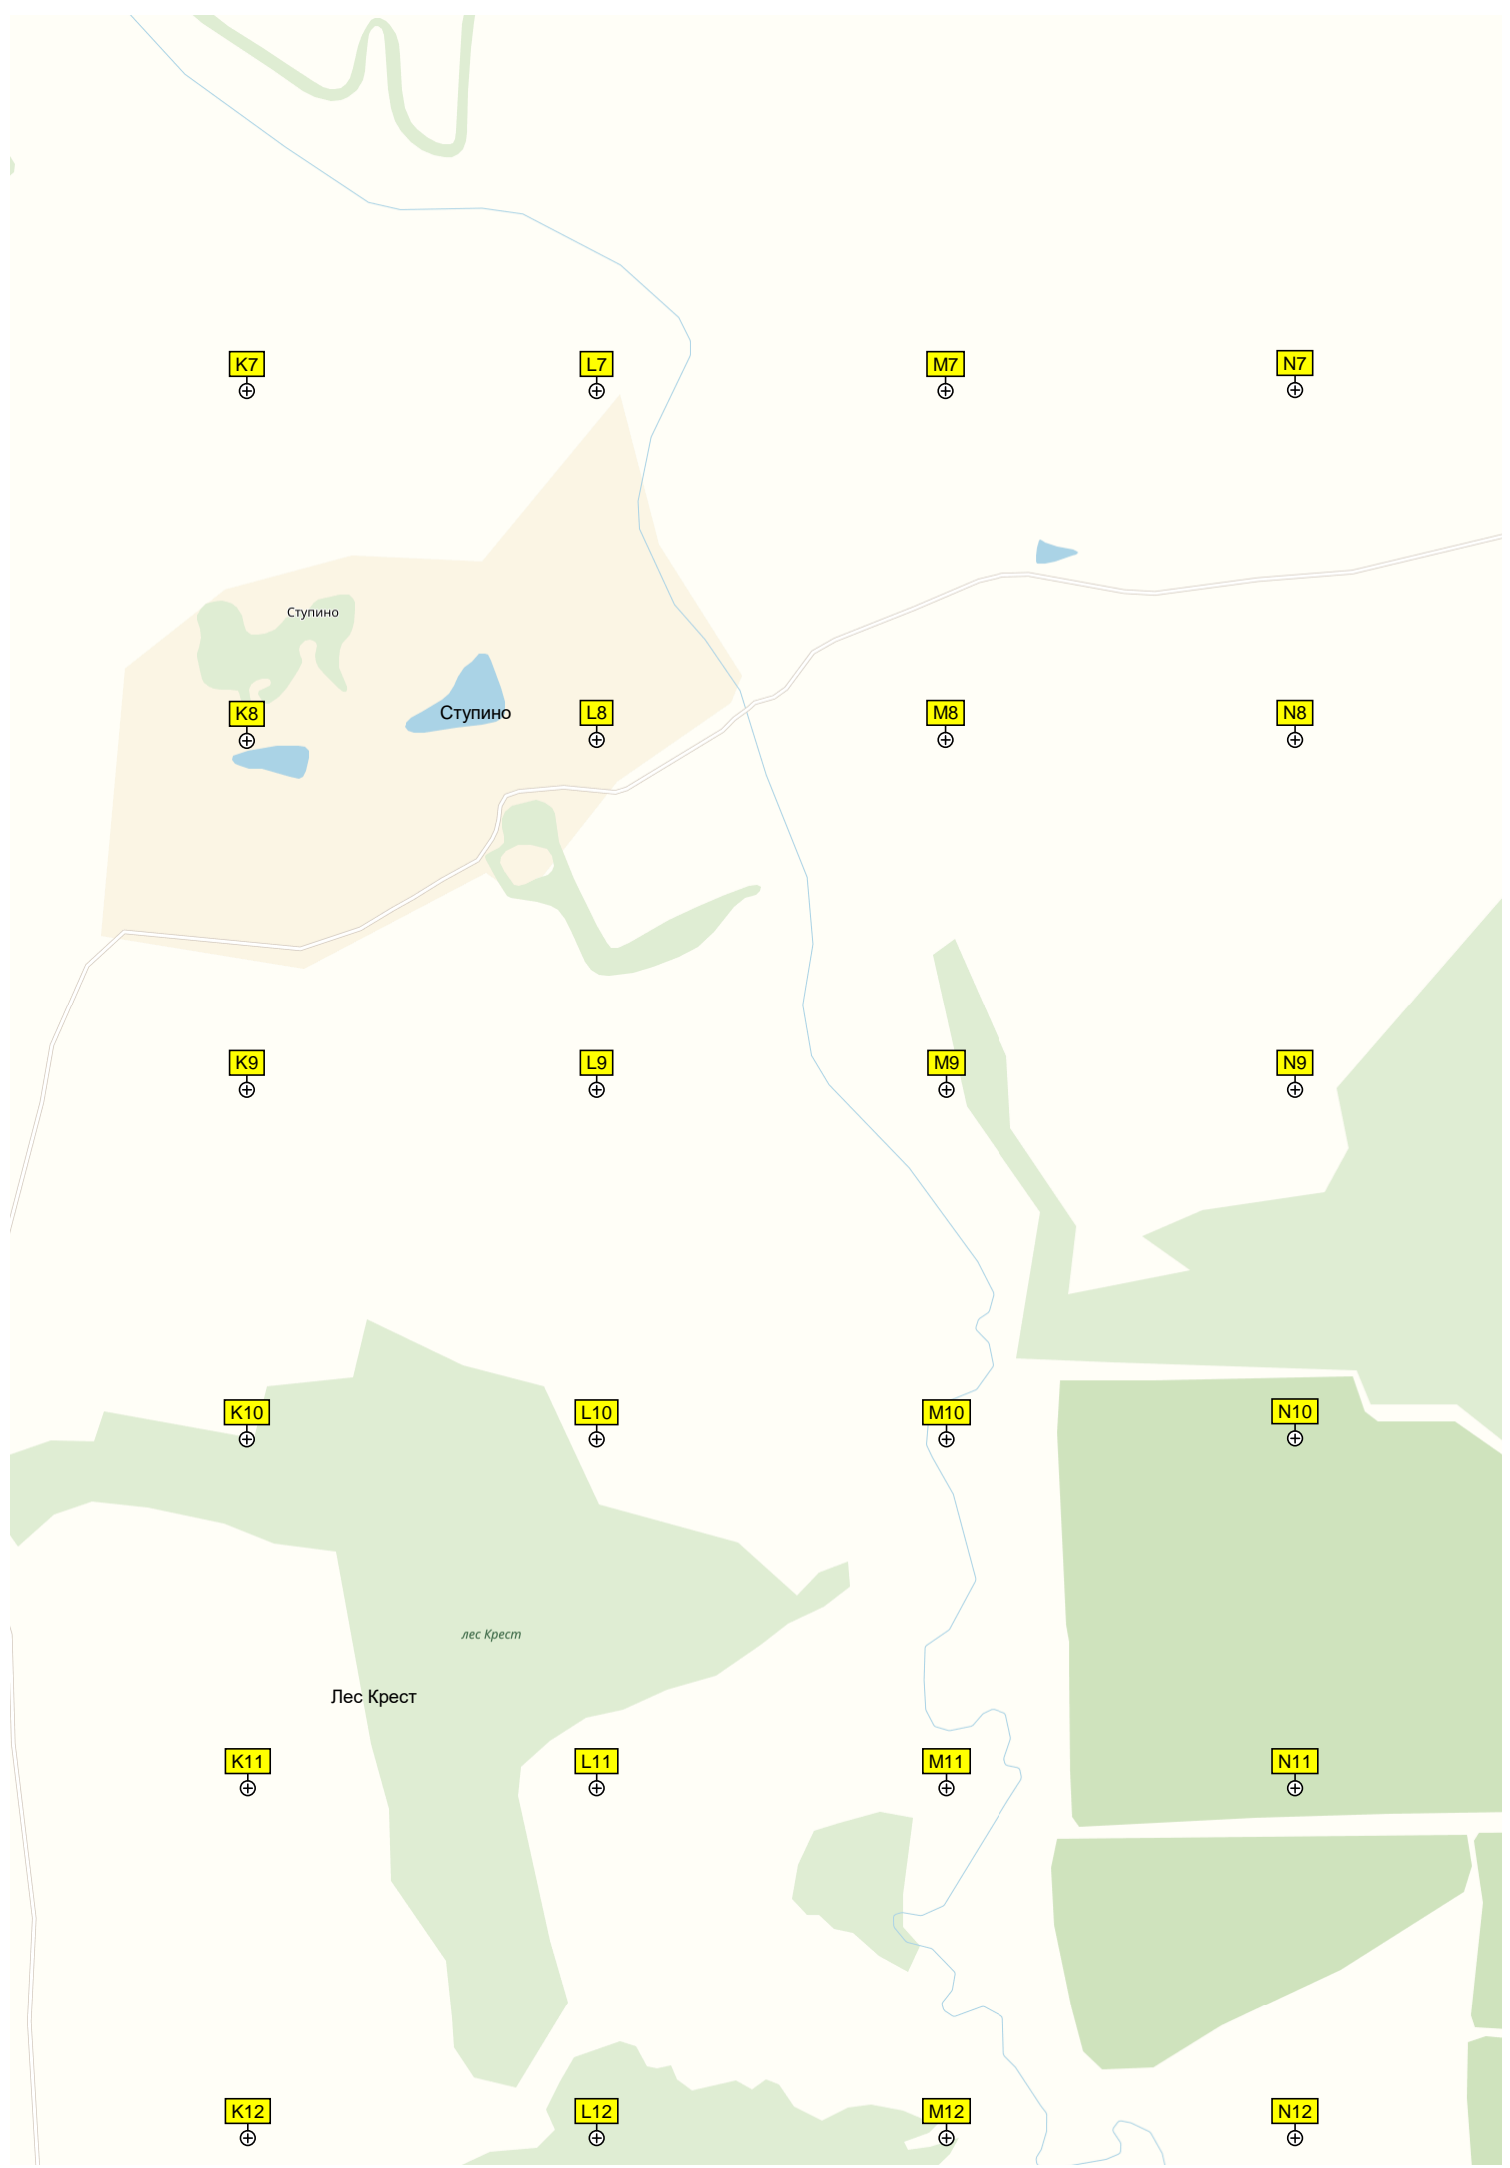 K7
L7
M7
N7
Ступино
K8
Ступино
L8
M8
N8
K9
L9
M9
N9
K10
L10
M10
N10
лес Крест
Лес Крест
K11
L11
M11
N11
K12
L12
M12
N12